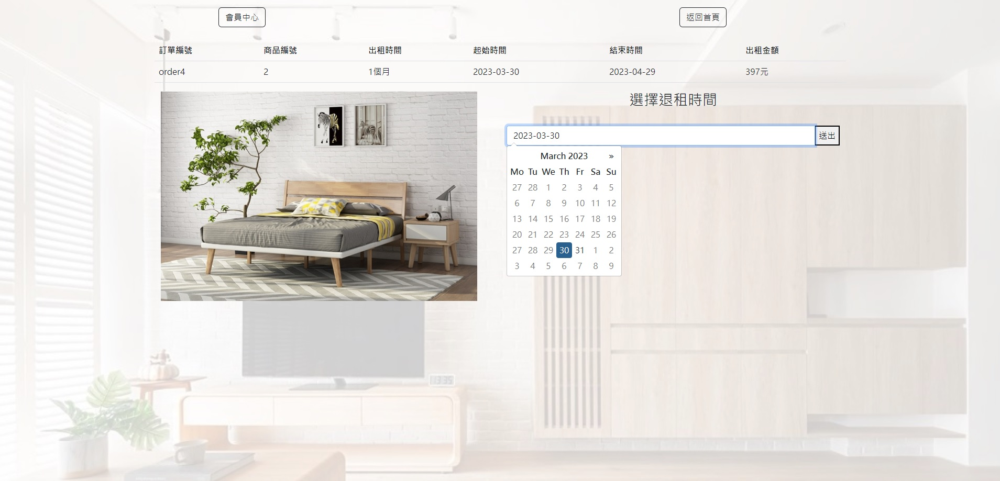 會員中心 返回首頁
訂單編號 商品編號 出租時間 起始時間 結束時間 出租金額
order4 2 1個月 2023-03-30 2023-04-29 397元
選擇退租時間
2023-03-30 送出
March 2023 »
Mo Tu We Th Fr Sa Su
27 28 1 2 3 4 5
6 7 8 9 10 11 12
13 14 15 16 17 18 19
20 21 22 23 24 25 26
27 28 29 30 31 1 2
3 4 5 6 7 8 9
13:35